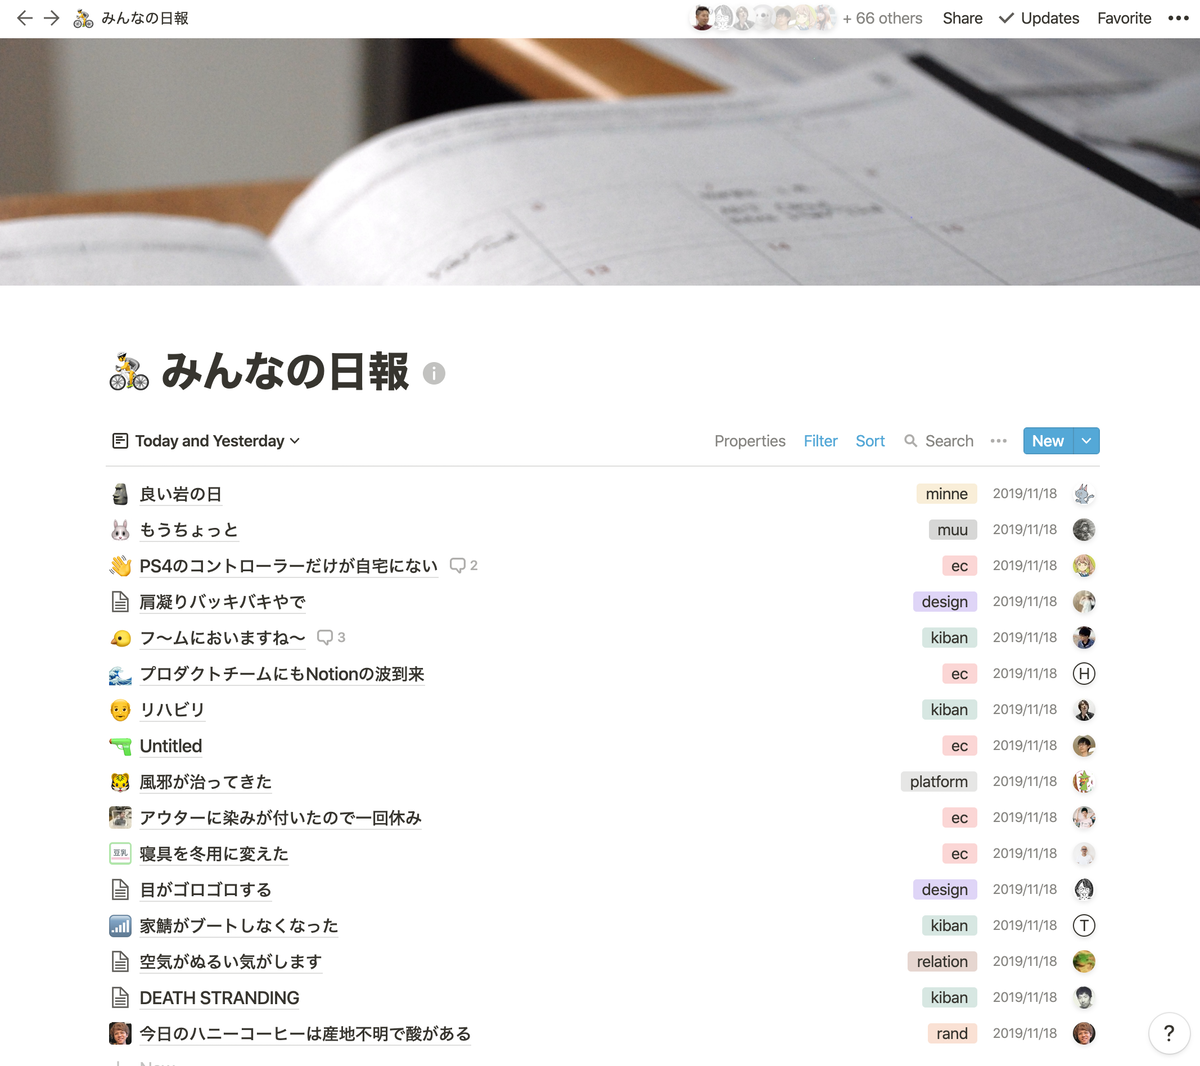 みんなの日報
+ 66 others
Share
Updates
Favorite
13
14
みんなの日報
Today and Yesterday
Properties
Filter
Sort
Search
New
良い岩の日 minne 2019/11/18
もうちょっと muu 2019/11/18
PS4のコントローラーだけが自宅にない 2 ec 2019/11/18
肩凝りバッキバキやで design 2019/11/18
フ〜ムにおいますね〜 3 kiban 2019/11/18
プロダクトチームにもNotionの波到来 ec 2019/11/18 H
リハビリ kiban 2019/11/18
Untitled ec 2019/11/18
風邪が治ってきた platform 2019/11/18
アウターに染みが付いたので一回休み ec 2019/11/18
豆乳 寝具を冬用に変えた ec 2019/11/18
目がゴロゴロする design 2019/11/18
家鯖がブートしなくなった kiban 2019/11/18 T
空気がぬるい気がします relation 2019/11/18
DEATH STRANDING kiban 2019/11/18
今日のハニーコーヒーは産地不明で酸がある rand 2019/11/18
?